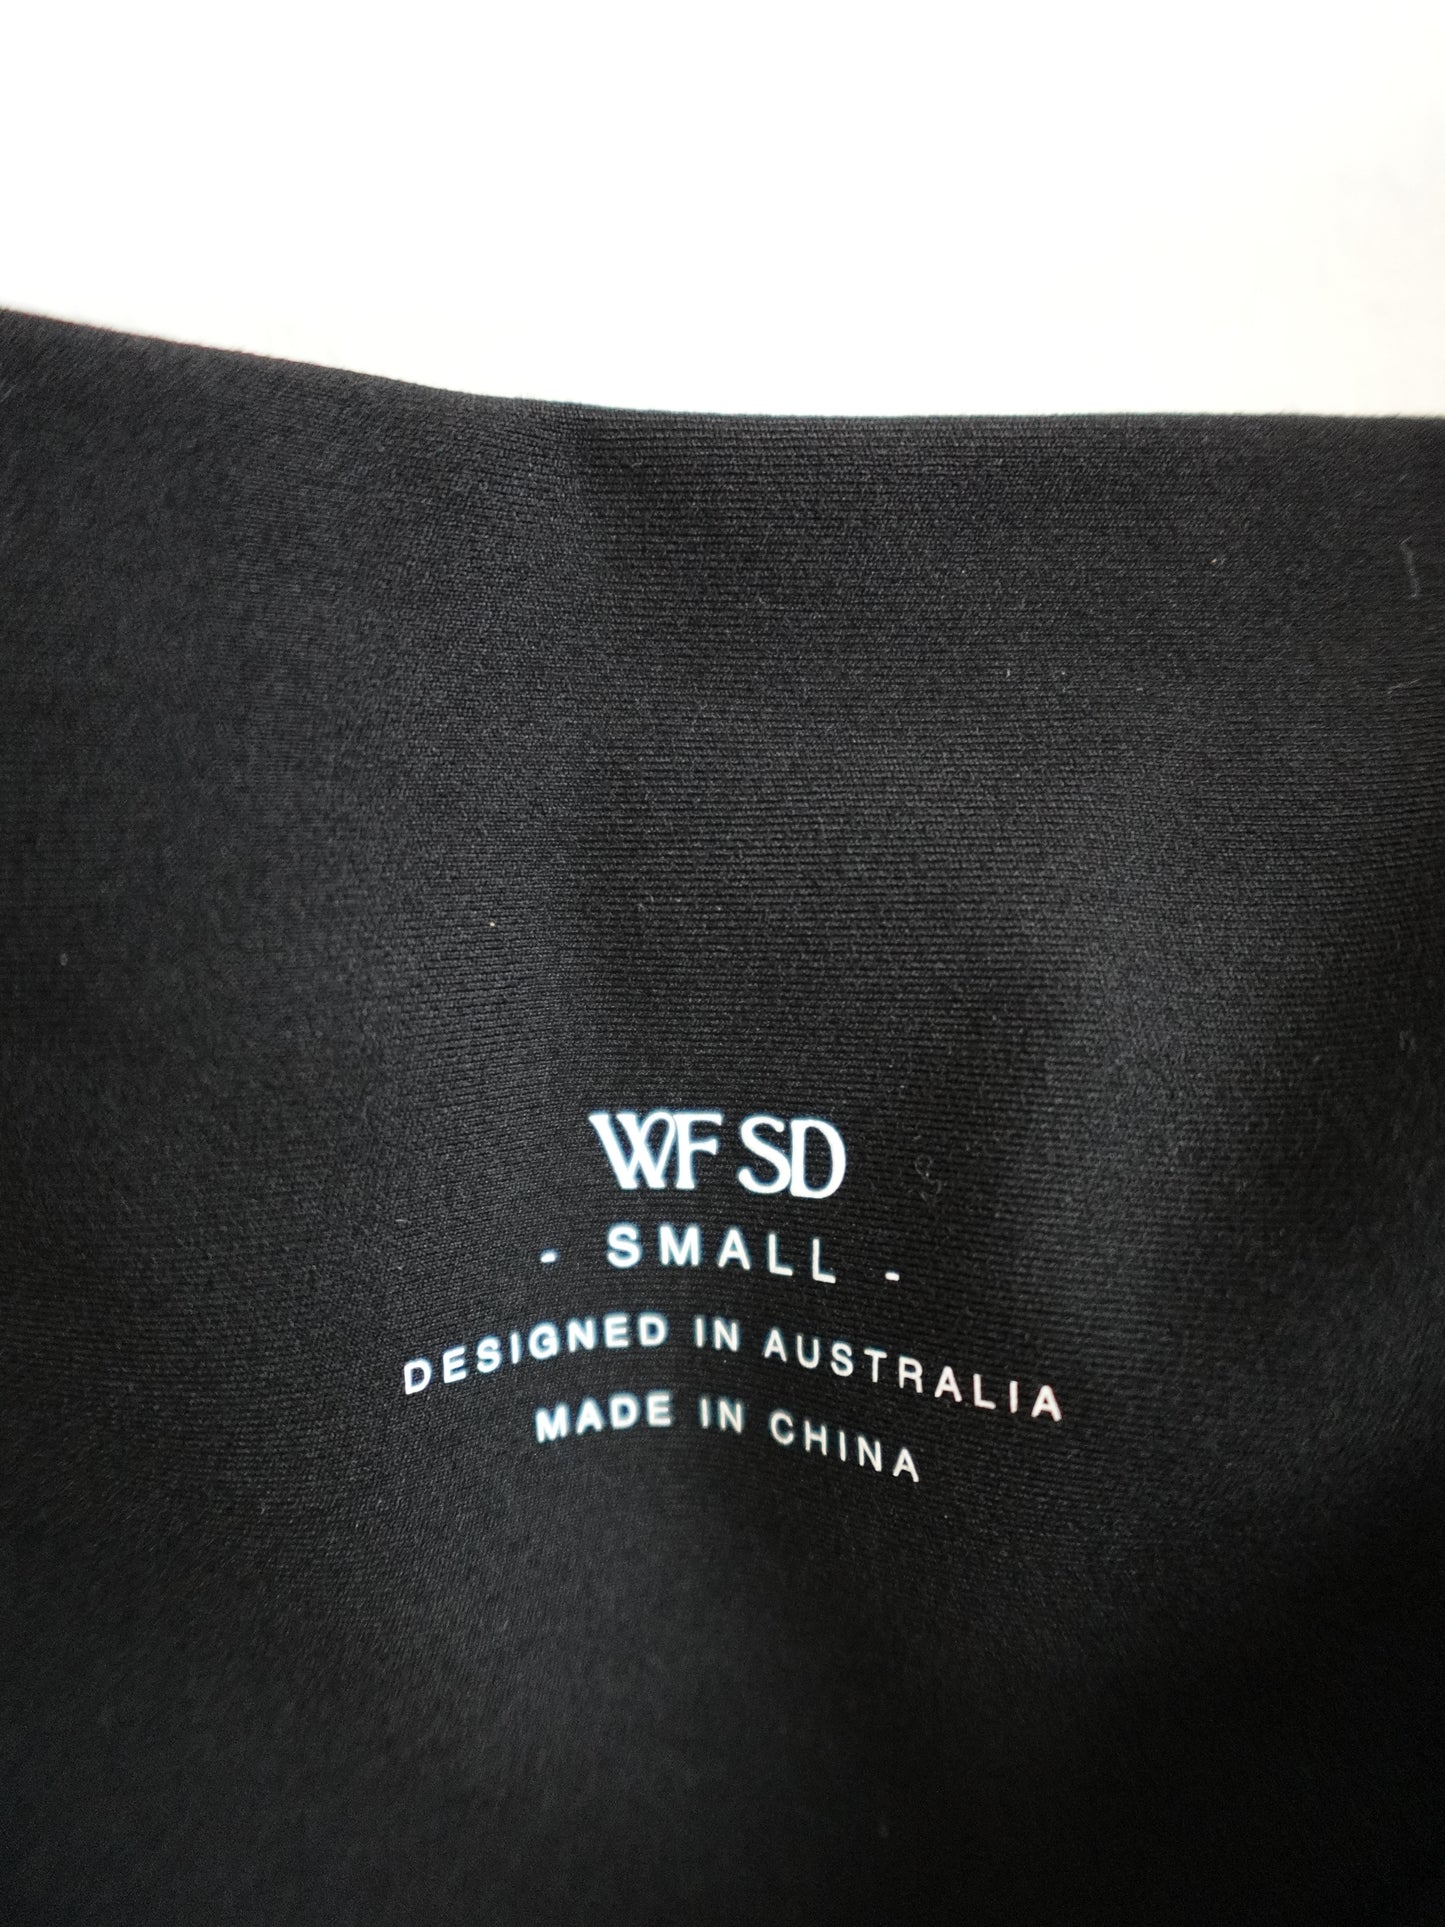 WF SD
- SMALL -
DESIGNED IN AUSTRALIA
MADE IN CHINA